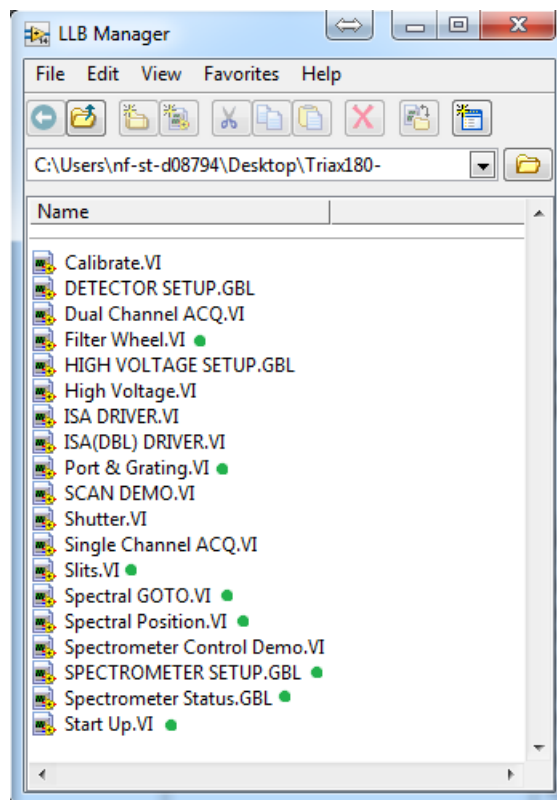 LLB Manager
File Edit View Favorites Help
C:\Users\nf-st-d08794\Desktop\Triax180-
Name
Calibrate.VI
DETECTOR SETUP.GBL
Dual Channel ACQ.VI
Filter Wheel.VI
HIGH VOLTAGE SETUP.GBL
High Voltage.VI
ISA DRIVER.VI
ISA(DBL) DRIVER.VI
Port & Grating.VI
SCAN DEMO.VI
Shutter.VI
Single Channel ACQ.VI
Slits.VI
Spectral GOTO.VI
Spectral Position.VI
Spectrometer Control Demo.VI
SPECTROMETER SETUP.GBL
Spectrometer Status.GBL
Start Up.VI